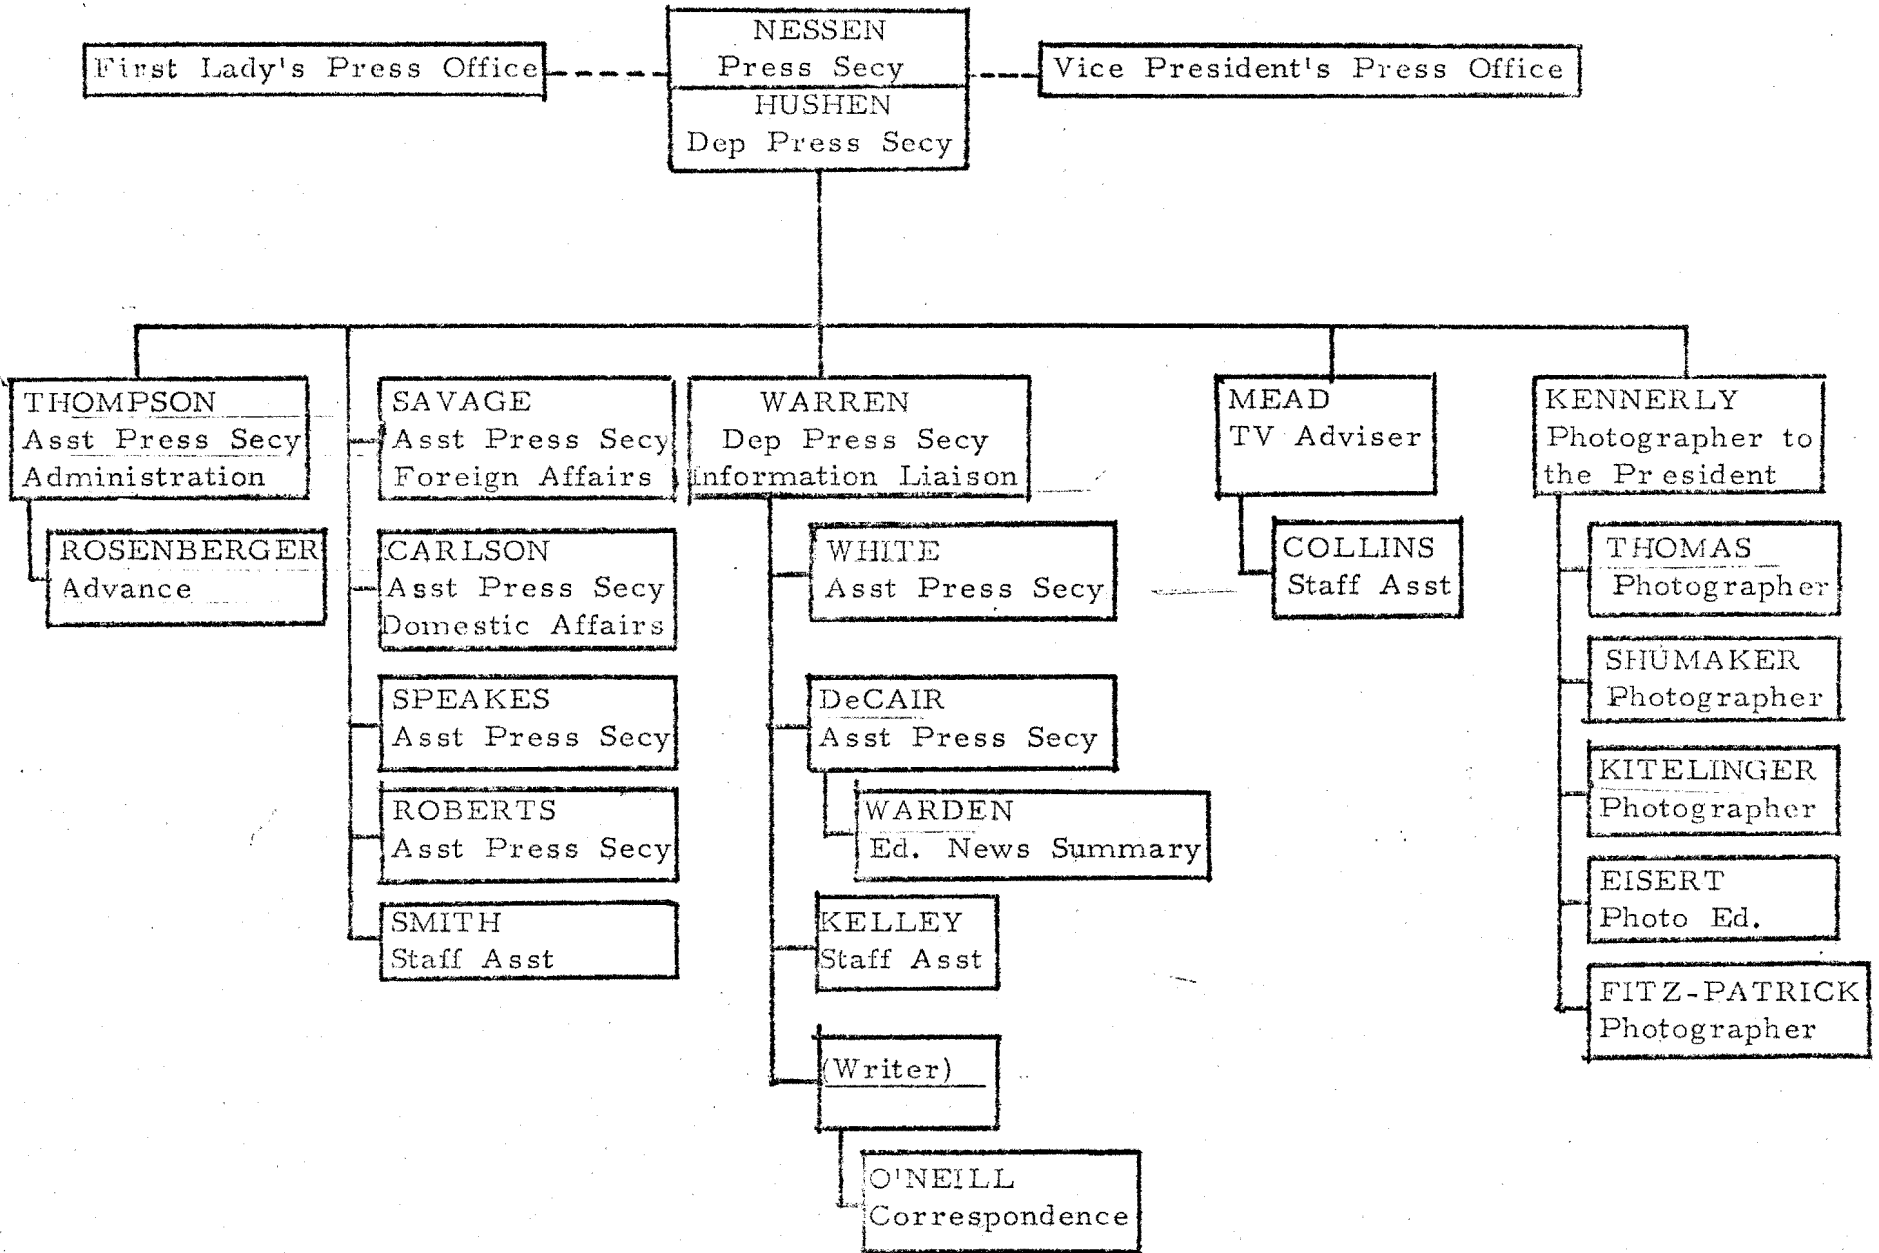 NESSEN
Press Secy
First Lady's Press Office
Vice President's Press Office
HUSHEN
Dep Press Secy
THOMPSON
Asst Press Secy
Administration
ROSENBERGER
Advance
SAVAGE
Asst Press Secy
Foreign Affairs
CARLSON
Asst Press Secy
Domestic Affairs
SPEAKES
Asst Press Secy
ROBERTS
Asst Press Secy
SMITH
Staff Asst
WARREN
Dep Press Secy
Information Liaison
WHITE
Asst Press Secy
DeCAIR
Asst Press Secy
WARDEN
Ed. News Summary
KELLEY
Staff Asst
(Writer)
O'NEILL
Correspondence
MEAD
TV Adviser
COLLINS
Staff Asst
KENNERLY
Photographer to
the President
THOMAS
Photographer
SHUMAKER
Photographer
KITELINGER
Photographer
EISERT
Photo Ed.
FITZ-PATRICK
Photographer